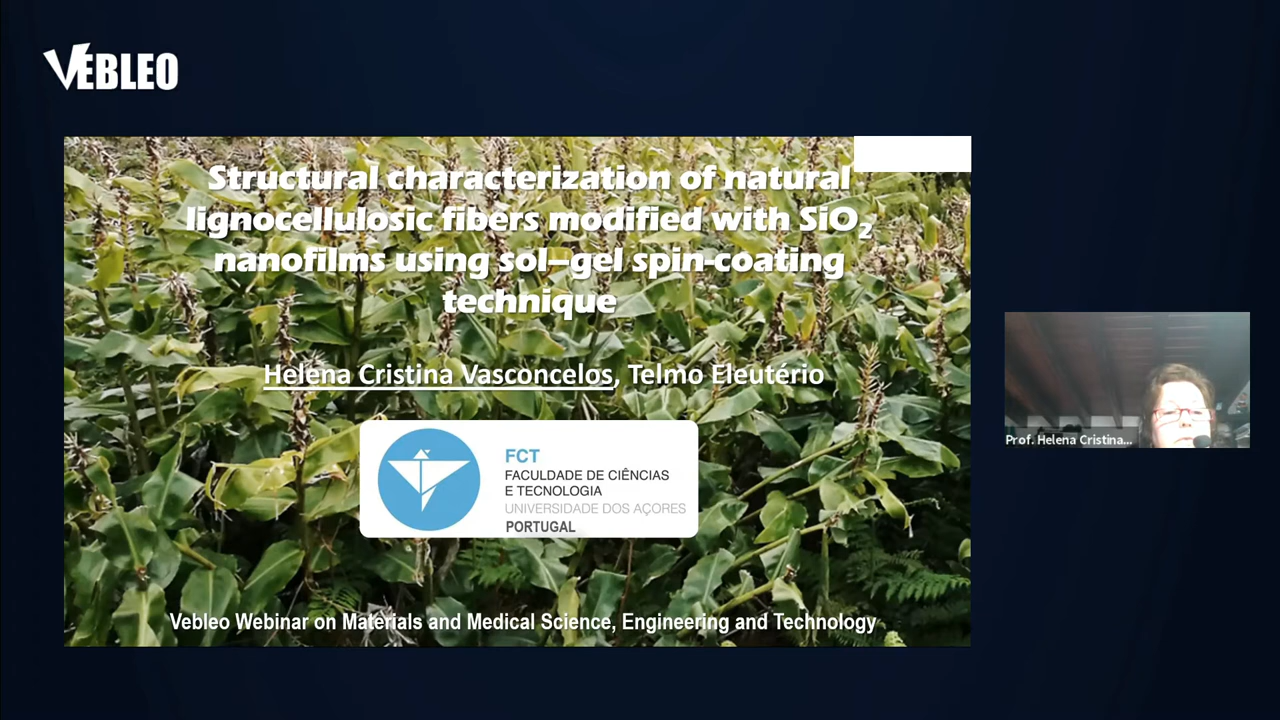 VEBLEO
Structural characterization of natural
lignocellulosic fibers modified with SiO₂
nanofilms using sol–gel spin-coating
technique
Helena Cristina Vasconcelos, Telmo Eleutério
FCT
FACULDADE DE CIÊNCIAS
E TECNOLOGIA
UNIVERSIDADE DOS AÇORES
PORTUGAL
Vebleo Webinar on Materials and Medical Science, Engineering and Technology
Prof. Helena Cristina...